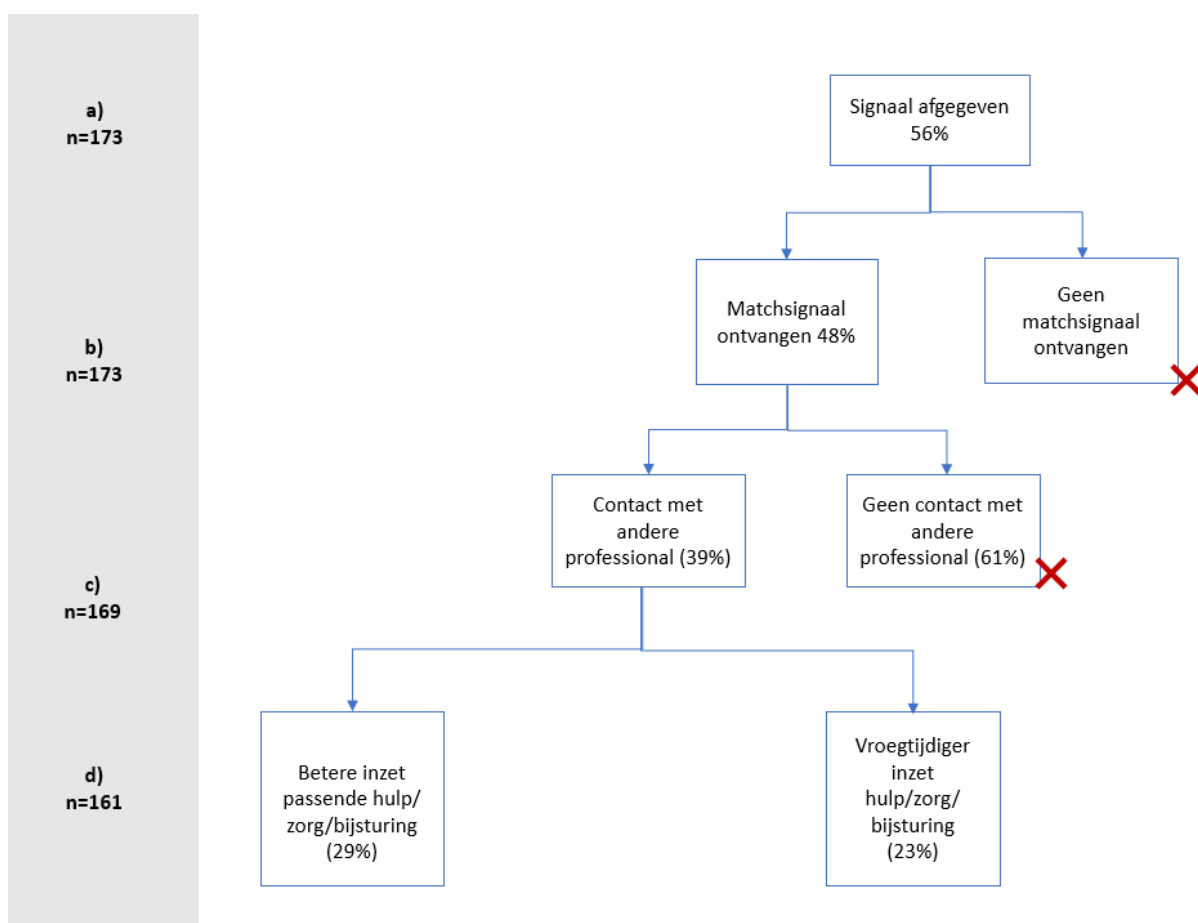 a)
n=173
Signaal afgegeven
56%
b)
n=173
Matchsignaal
ontvangen 48%
Geen
matchsignaal
ontvangen
c)
n=169
Contact met
andere
professional (39%)
Geen contact met
andere
professional (61%)
d)
n=161
Betere inzet
passende hulp/
zorg/bijsturing
(29%)
Vroegtijdiger
inzet
hulp/zorg/
bijsturing
(23%)